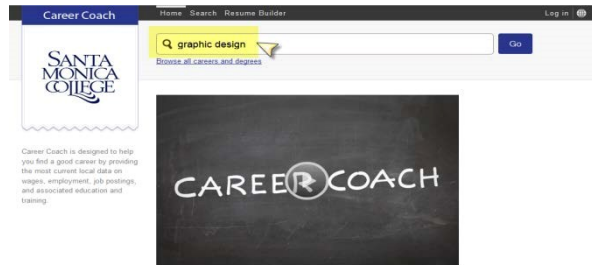 Career Coach
Home Search Resume Builder
Log in
graphic design
Go
Browse all careers and degrees
SANTA
MONICA
COLLEGE
Career Coach is designed to help
you find a good career by providing
the most current local data on
wages, employment, job postings,
and associated education and
training.
CAREER COACH